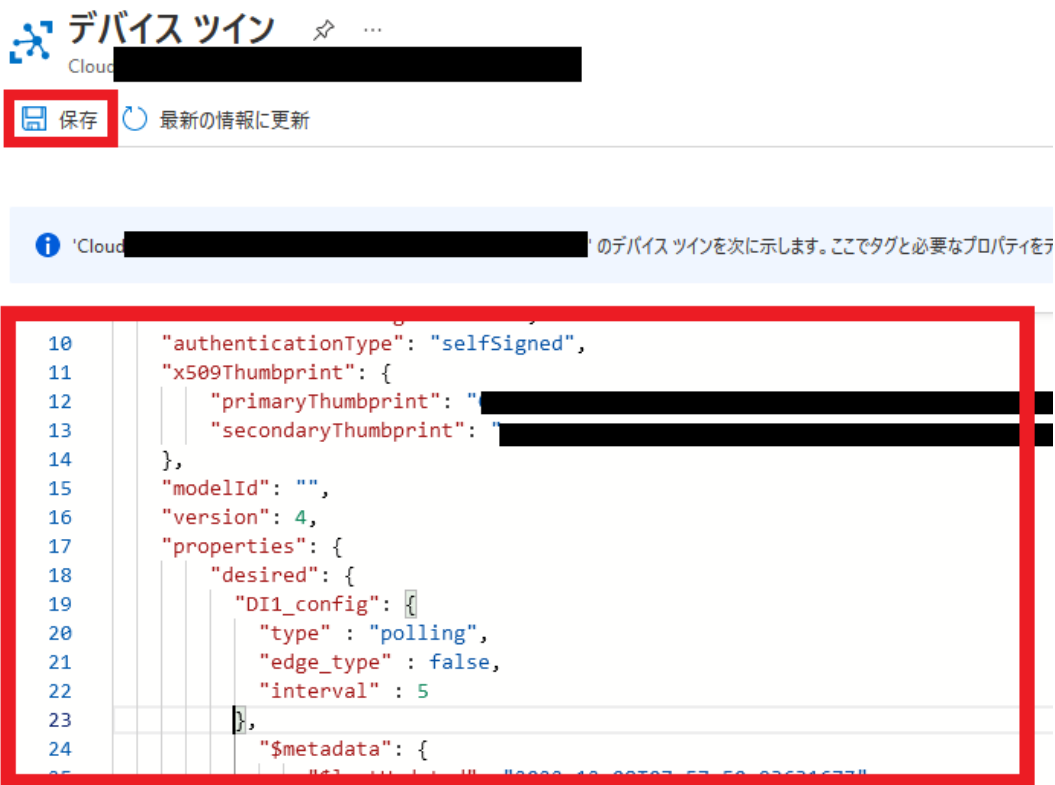 デバイス ツイン
Cloud
保存 最新の情報に更新
'Cloud ' のデバイス ツインを次に示します。ここでタグと必要なプロパティを
10 "authenticationType": "selfSigned",
11 "x509Thumbprint": {
12 "primaryThumbprint": "
13 "secondaryThumbprint": "
14 },
15 "modelId": "",
16 "version": 4,
17 "properties": {
18 "desired": {
19 "DI1_config": {
20 "type" : "polling",
21 "edge_type" : false,
22 "interval" : 5
23 },
24 "$metadata": {